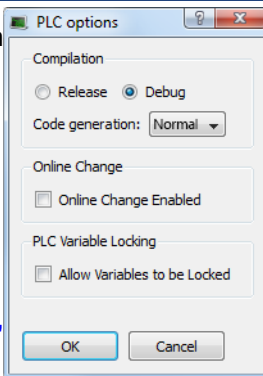 PLC options
Compilation
Release Debug
Code generation: Normal
Online Change
Online Change Enabled
PLC Variable Locking
Allow Variables to be Locked
OK Cancel